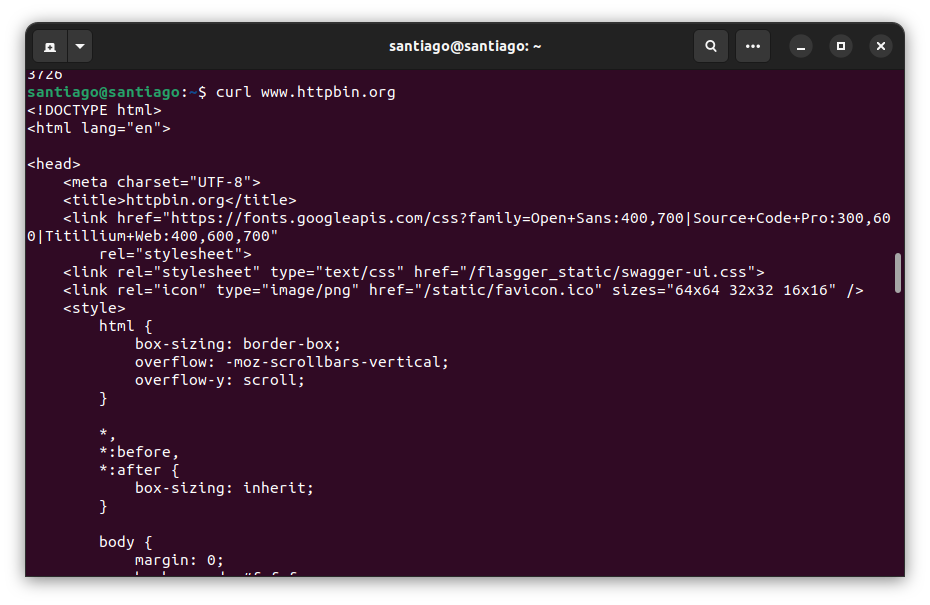 santiago@santiago: ~
3726
santiago@santiago:~$ curl www.httpbin.org
<!DOCTYPE html>
<html lang="en">
<head>
    <meta charset="UTF-8">
    <title>httpbin.org</title>
    <link href="https://fonts.googleapis.com/css?family=Open+Sans:400,700|Source+Code+Pro:300,60
0|Titillium+Web:400,600,700"
        rel="stylesheet">
    <link rel="stylesheet" type="text/css" href="/flasgger_static/swagger-ui.css">
    <link rel="icon" type="image/png" href="/static/favicon.ico" sizes="64x64 32x32 16x16" />
    <style>
        html {
            box-sizing: border-box;
            overflow: -moz-scrollbars-vertical;
            overflow-y: scroll;
        }
        *,
        *:before,
        *:after {
            box-sizing: inherit;
        }
        body {
            margin: 0;